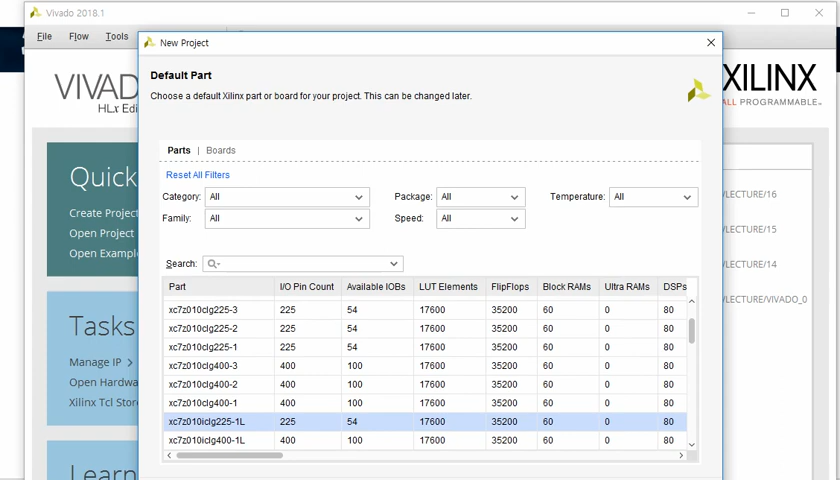 Vivado 2018.1
File Flow Tools
New Project
VIVAD
HLx Edi
Default Part
Choose a default Xilinx part or board for your project. This can be changed later.
XILINX
ALL PROGRAMMABLE
Parts | Boards
Reset All Filters
Category: All Package: All Temperature: All
Family: All Speed: All
Search:
Part I/O Pin Count Available IOBs LUT Elements FlipFlops Block RAMs Ultra RAMs DSPs
xc7z010clg225-3 225 54 17600 35200 60 0 80
xc7z010clg225-2 225 54 17600 35200 60 0 80
xc7z010clg225-1 225 54 17600 35200 60 0 80
xc7z010clg400-3 400 100 17600 35200 60 0 80
xc7z010clg400-2 400 100 17600 35200 60 0 80
xc7z010clg400-1 400 100 17600 35200 60 0 80
xc7z010iclg225-1L 225 54 17600 35200 60 0 80
xc7z010iclg400-1L 400 100 17600 35200 60 0 80
Quick
Create Project
Open Project
Open Example
Tasks
Manage IP >
Open Hardwa
Xilinx Tcl Store
Learn
/LECTURE/16
/LECTURE/15
/LECTURE/14
/LECTURE/VIVADO_0